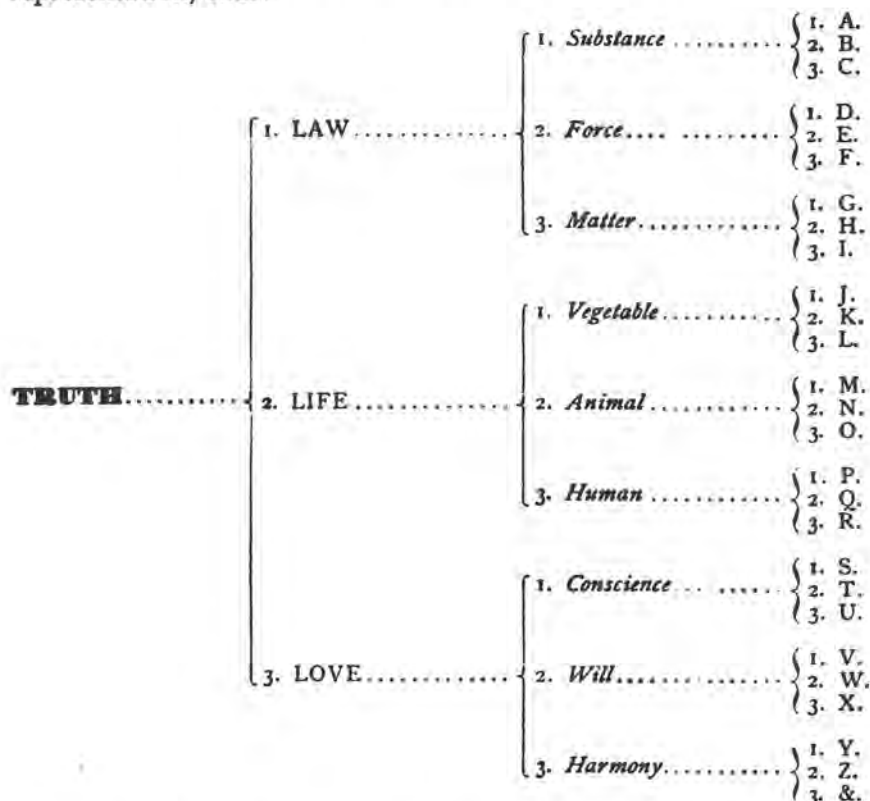 1. Substance .......... 1. A.
2. B.
3. C.
1. LAW ............. 2. Force.... ........ 1. D.
2. E.
3. F.
3. Matter ............ 1. G.
2. H.
3. I.
1. Vegetable .......... 1. J.
2. K.
3. L.
TRUTH .......... 2. LIFE ............. 2. Animal ........... 1. M.
2. N.
3. O.
3. Human ........... 1. P.
2. Q.
3. R.
1. Conscience ... ...... 1. S.
2. T.
3. U.
3. LOVE ............ 2. Will .............. 1. V.
2. W.
3. X.
3. Harmony .......... 1. Y.
2. Z.
3. &.